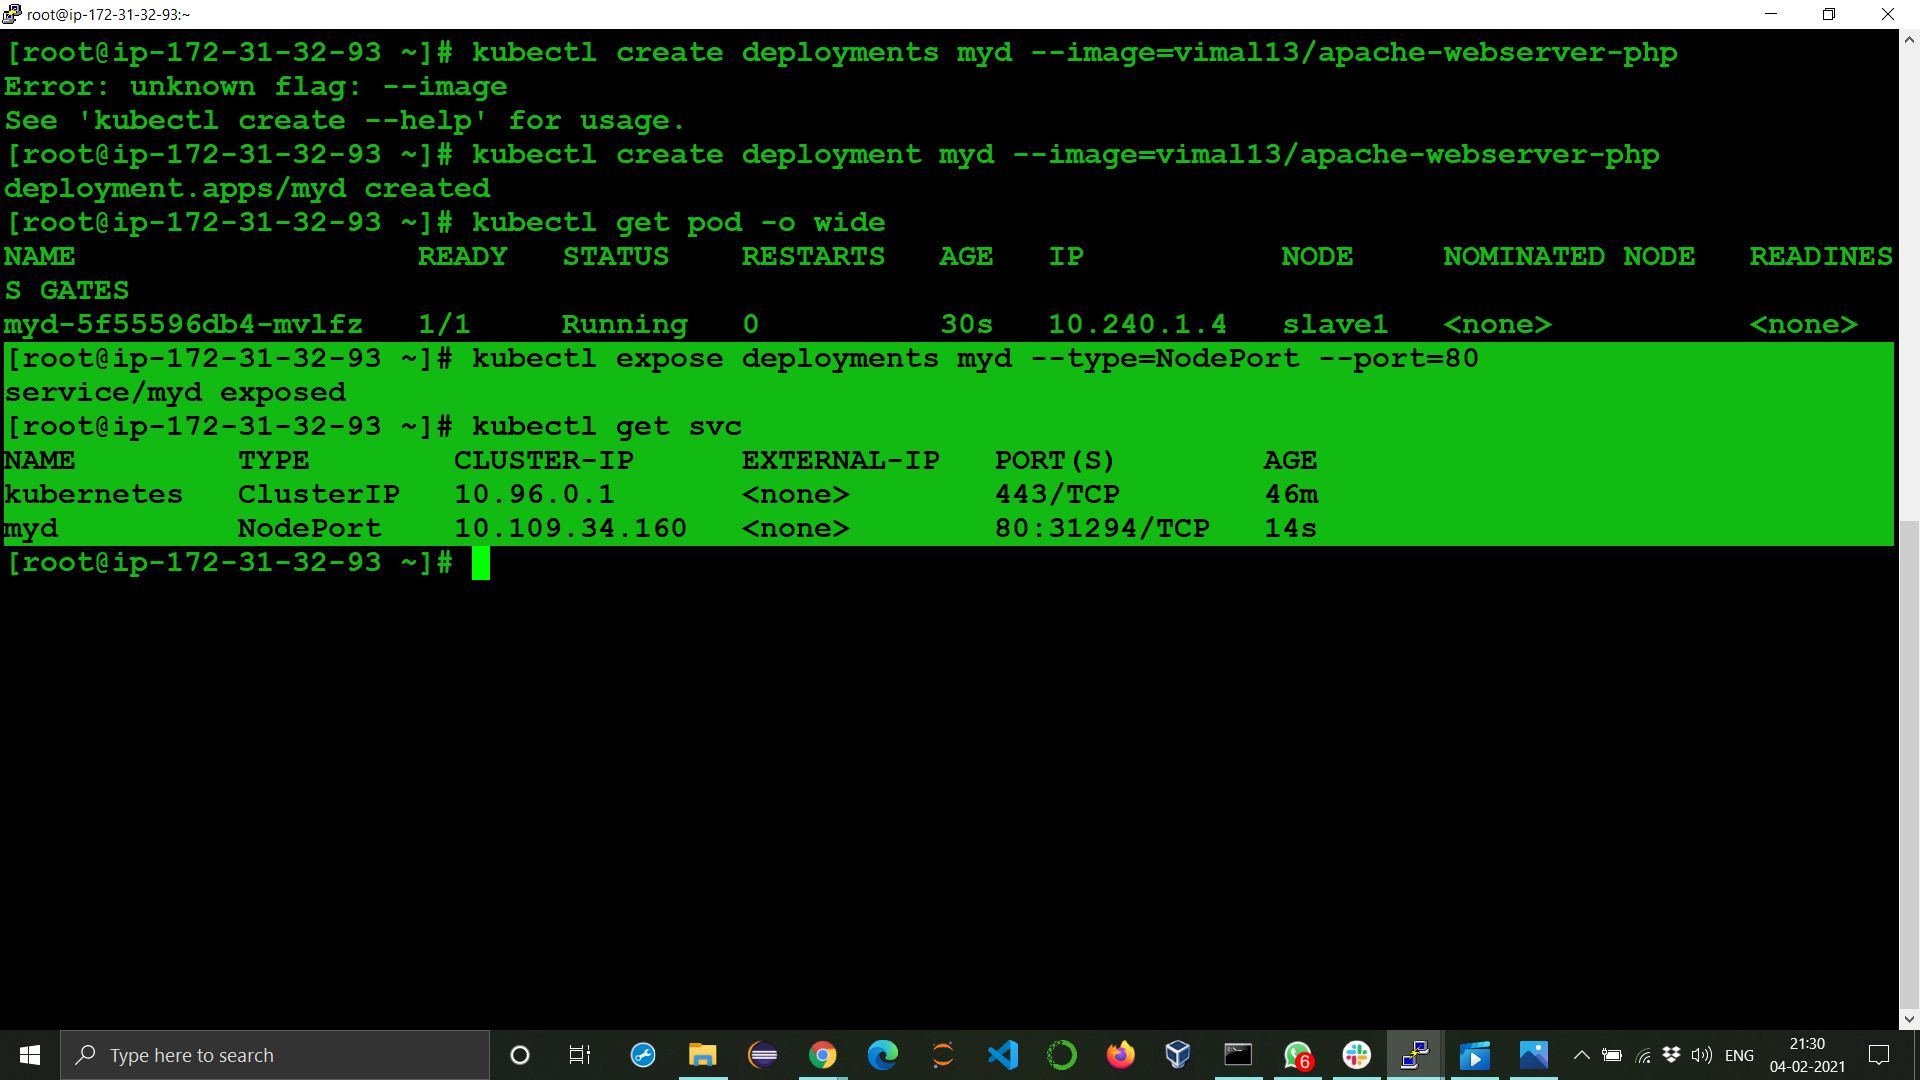 root@ip-172-31-32-93:~
[root@ip-172-31-32-93 ~]# kubectl create deployments myd --image=vimal13/apache-webserver-php
Error: unknown flag: --image
See 'kubectl create --help' for usage.
[root@ip-172-31-32-93 ~]# kubectl create deployment myd --image=vimal13/apache-webserver-php
deployment.apps/myd created
[root@ip-172-31-32-93 ~]# kubectl get pod -o wide
NAME                   READY   STATUS    RESTARTS   AGE   IP           NODE     NOMINATED NODE   READINES
S GATES
myd-5f55596db4-mvlfz   1/1     Running   0          30s   10.240.1.4   slave1   <none>           <none>
[root@ip-172-31-32-93 ~]# kubectl expose deployments myd --type=NodePort --port=80
service/myd exposed
[root@ip-172-31-32-93 ~]# kubectl get svc
NAME         TYPE        CLUSTER-IP      EXTERNAL-IP   PORT(S)        AGE
kubernetes   ClusterIP   10.96.0.1       <none>        443/TCP        46m
myd          NodePort    10.109.34.160   <none>        80:31294/TCP   14s
[root@ip-172-31-32-93 ~]#
Type here to search
6
ENG
21:30
04-02-2021